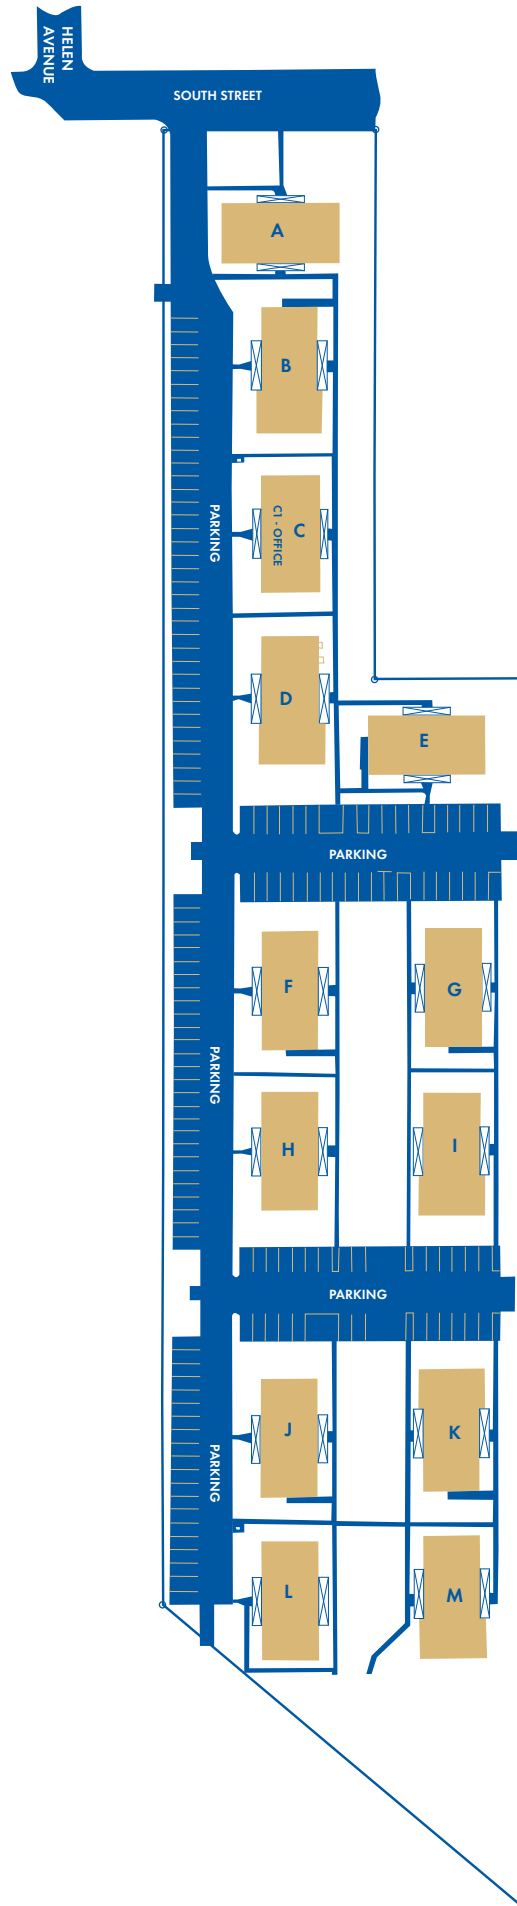 HELEN
AVENUE
SOUTH STREET
A
B
PARKING
C1 - OFFICE
C
D
E
PARKING
F
G
PARKING
H
I
PARKING
J
K
PARKING
L
M